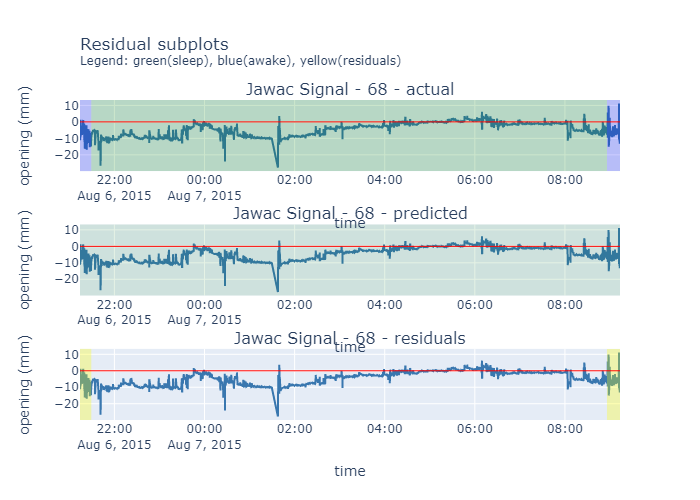 Residual subplots
Legend: green(sleep), blue(awake), yellow(residuals)
Jawac Signal - 68 - actual
opening (mm)
10
0
−10
−20
22:00 00:00 02:00 04:00 06:00 08:00
Aug 6, 2015 Aug 7, 2015
time
Jawac Signal - 68 - predicted
opening (mm)
10
0
−10
−20
22:00 00:00 02:00 04:00 06:00 08:00
Aug 6, 2015 Aug 7, 2015
time
Jawac Signal - 68 - residuals
opening (mm)
10
0
−10
−20
22:00 00:00 02:00 04:00 06:00 08:00
Aug 6, 2015 Aug 7, 2015
time